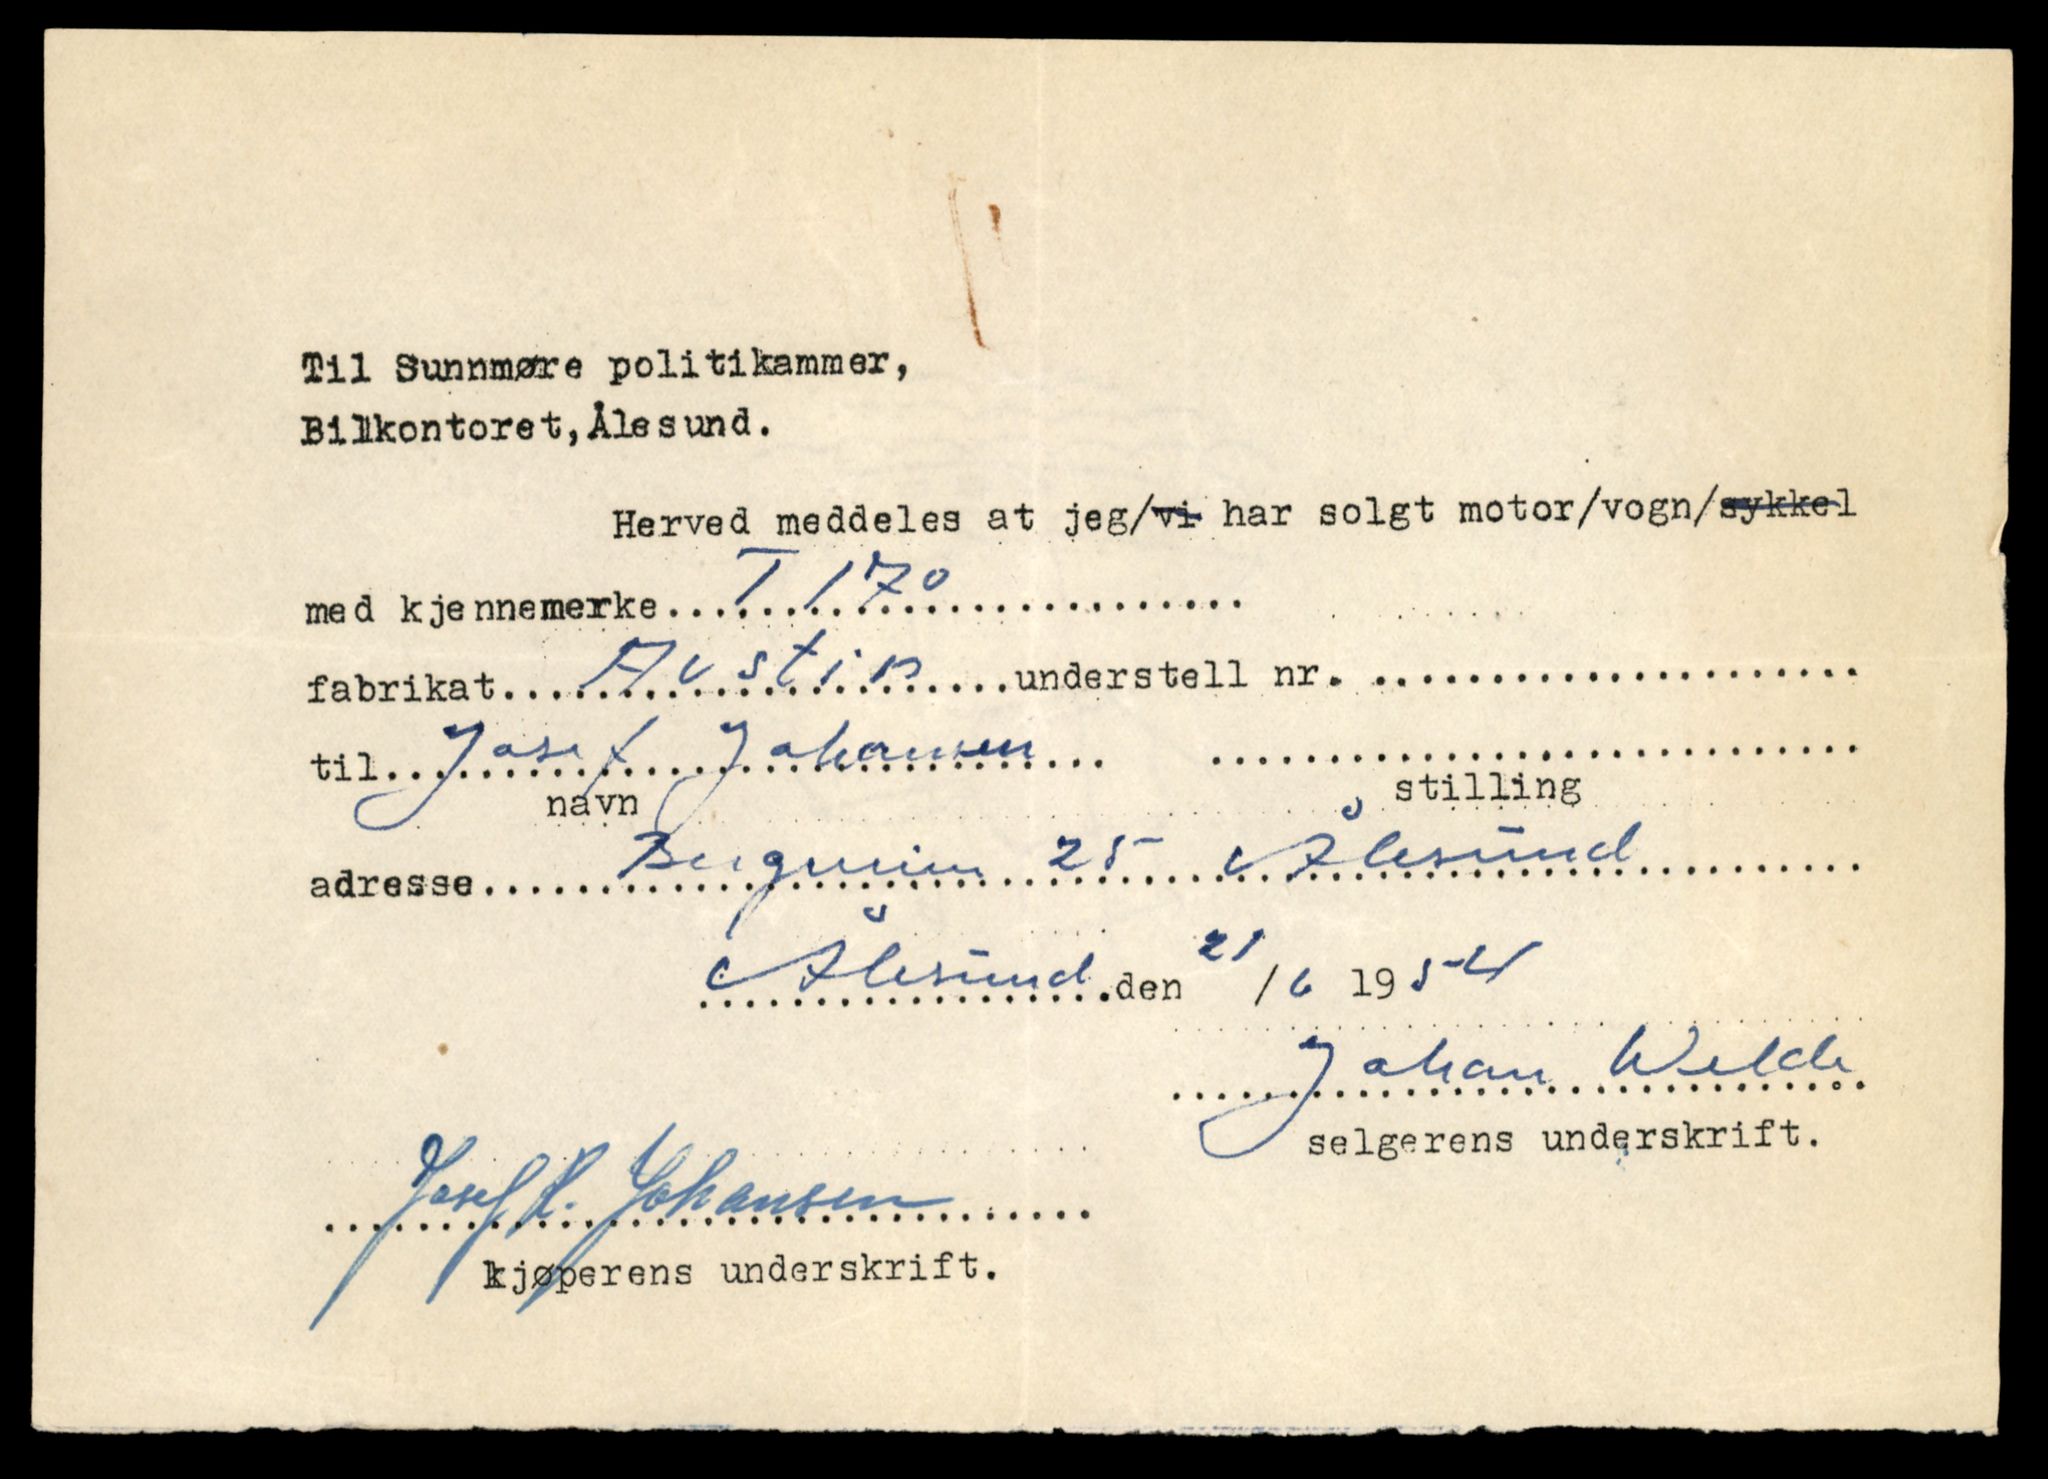 Til Sunnmøre politikammer,
Bilkontoret, Ålesund.
Herved meddeles at jeg/vi har solgt motor/vogn/sykkel
med kjennemerke T 170
fabrikat Austin understell nr.
til Josef Johansen
navn stilling
adresse 25 Ålesund
Ålesund den 21/6 1954
Johan Welde
selgerens underskrift.
Josef R. Johansen
kjøperens underskrift.